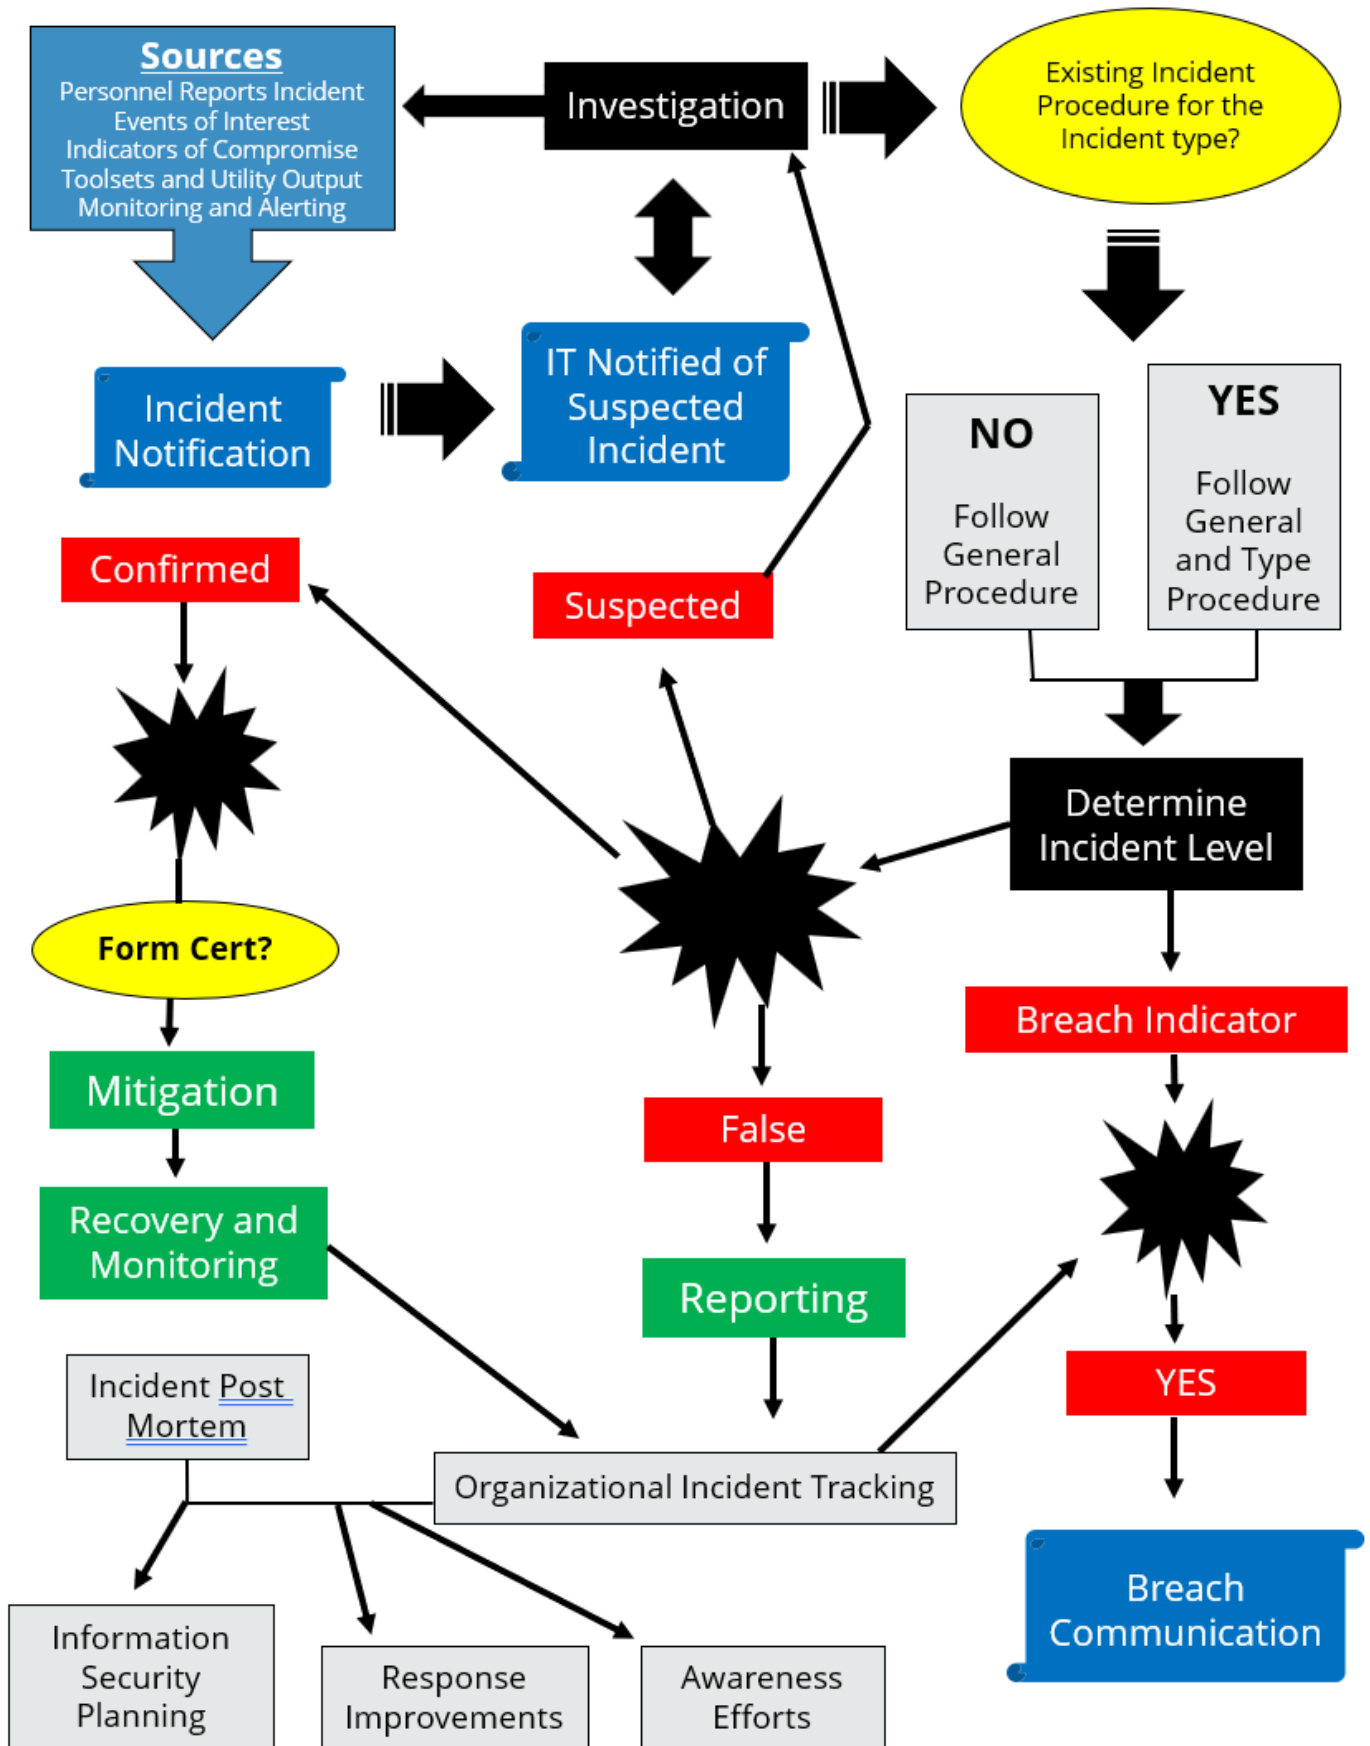 Sources
Personnel Reports Incident
Events of Interest
Indicators of Compromise
Toolsets and Utility Output
Monitoring and Alerting
Investigation
Existing Incident
Procedure for the
Incident type?
Incident
Notification
IT Notified of
Suspected
Incident
NO
Follow
General
Procedure
YES
Follow
General
and Type
Procedure
Confirmed
Suspected
Determine
Incident Level
Form Cert?
Breach Indicator
Mitigation
False
Recovery and
Monitoring
Reporting
YES
Incident Post
Mortem
Organizational Incident Tracking
Breach
Communication
Information
Security
Planning
Response
Improvements
Awareness
Efforts